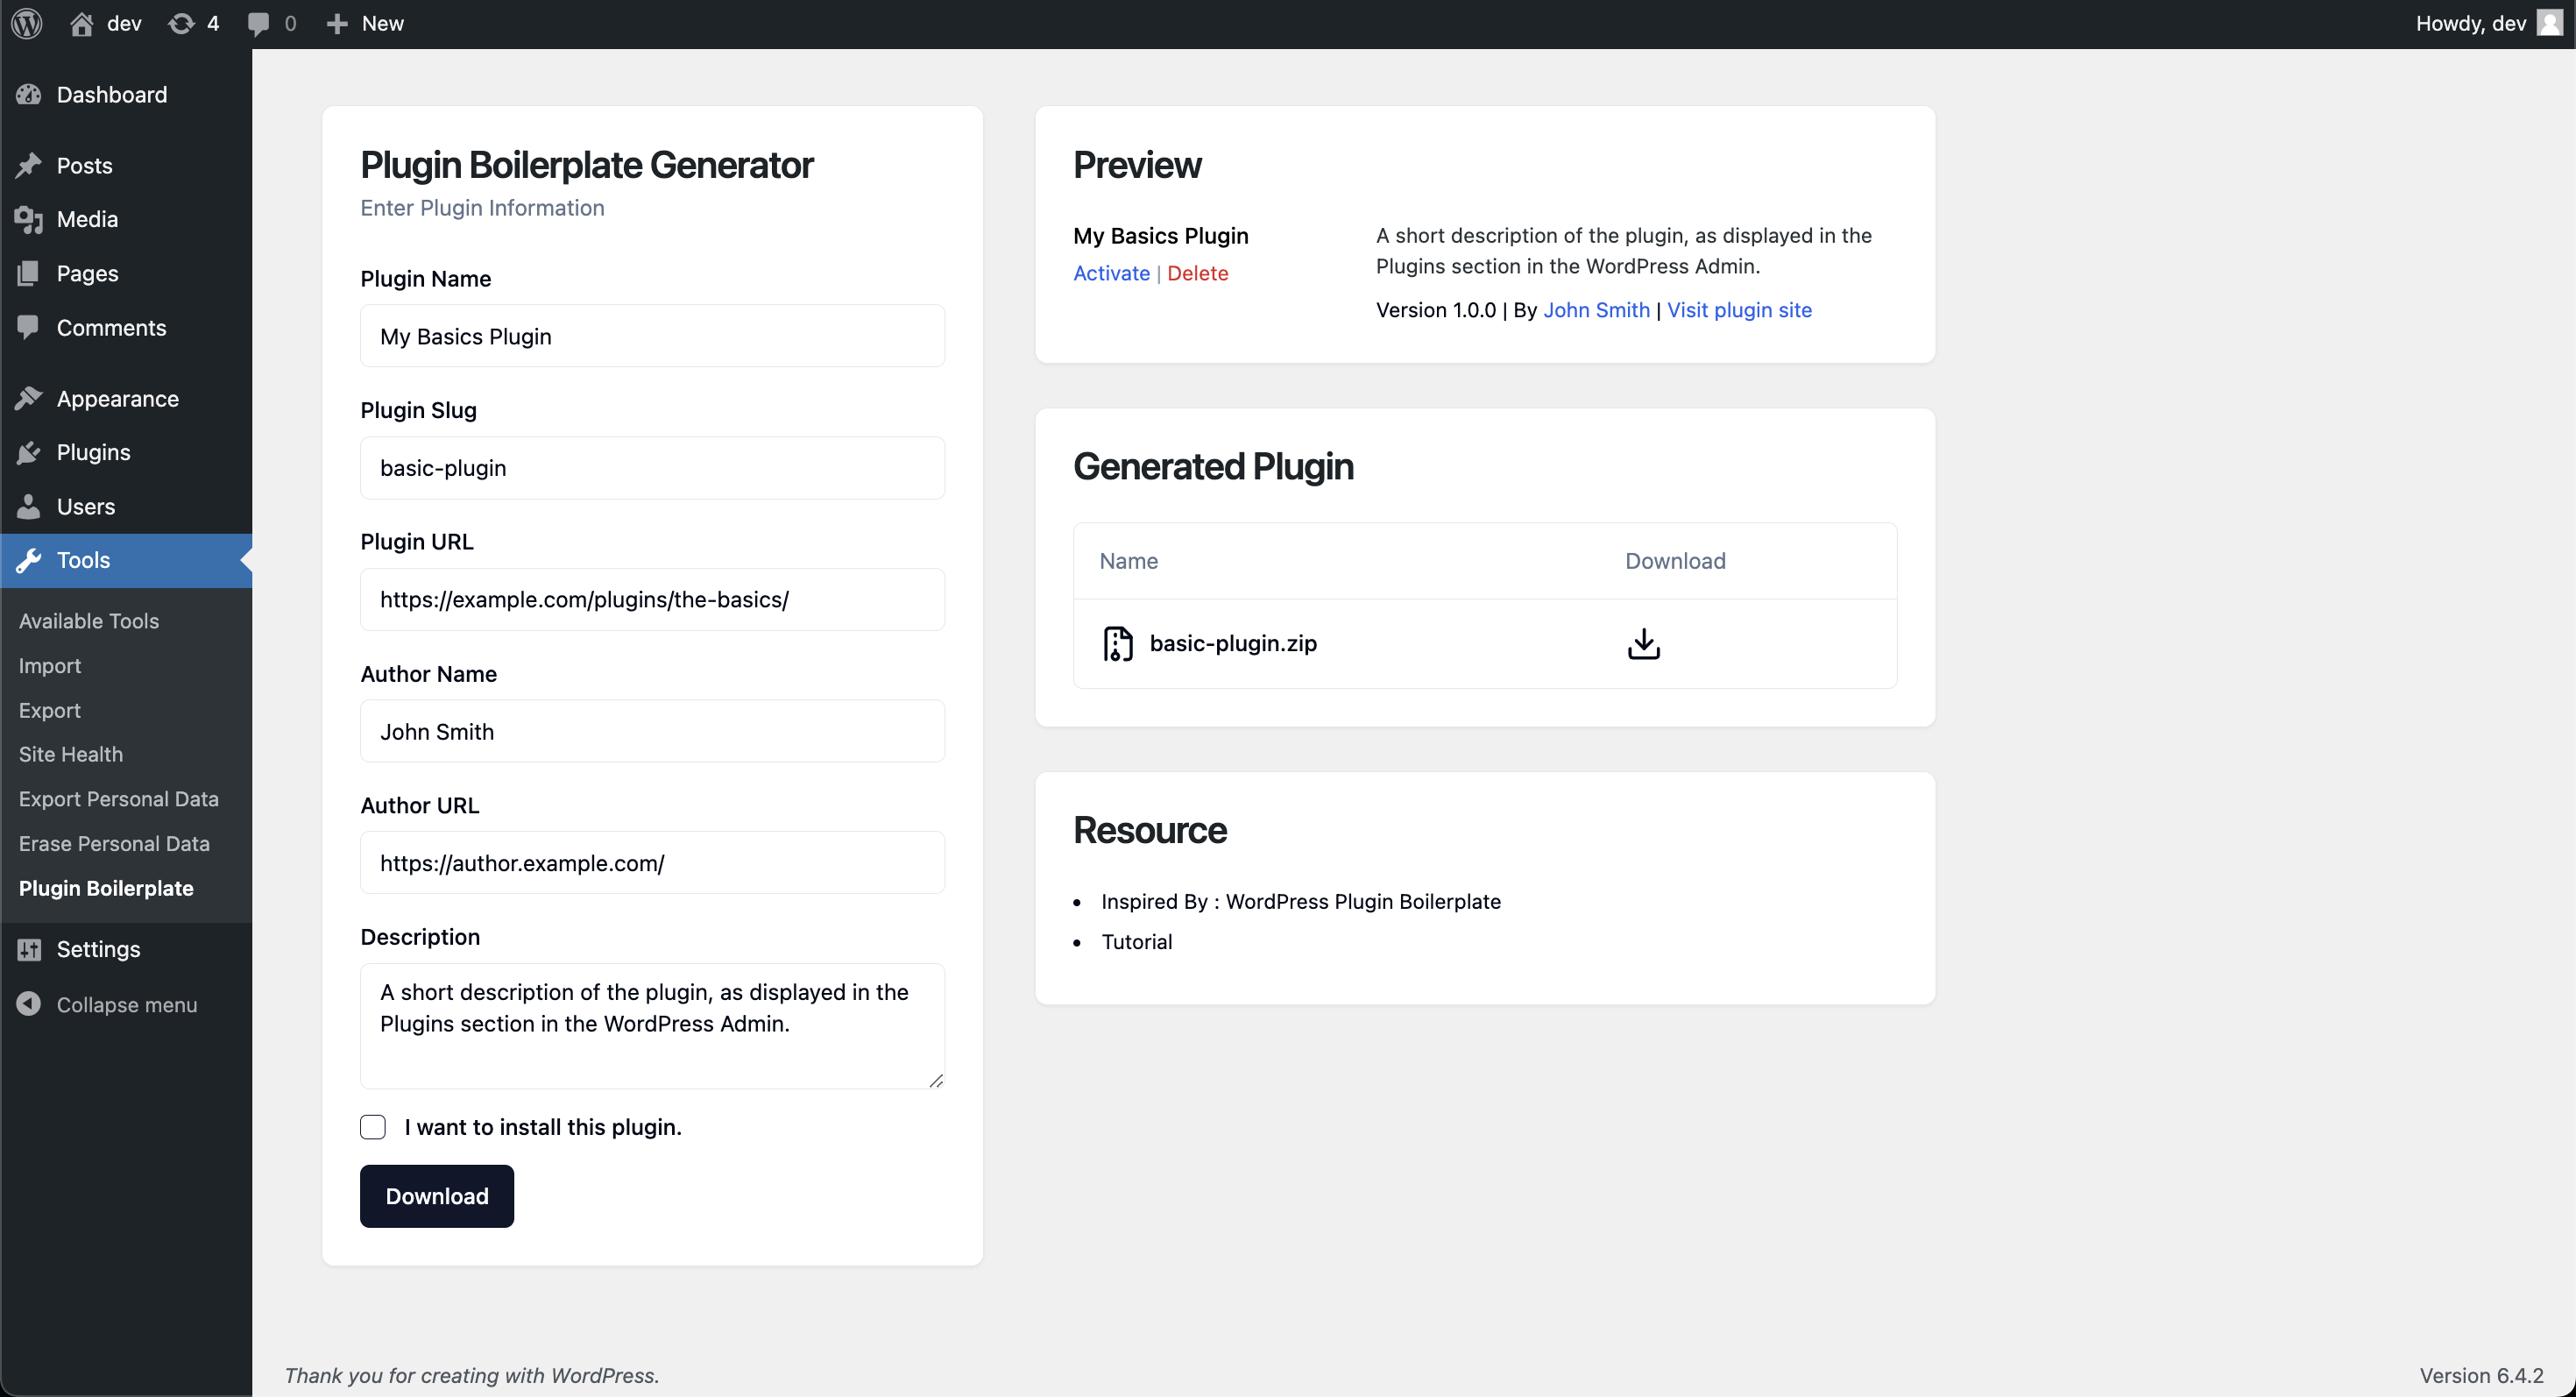 dev
4
0
New
Howdy, dev
Dashboard
Posts
Media
Pages
Comments
Appearance
Plugins
Users
Tools
Available Tools
Import
Export
Site Health
Export Personal Data
Erase Personal Data
Plugin Boilerplate
Settings
Collapse menu
Plugin Boilerplate Generator
Enter Plugin Information
Plugin Name
My Basics Plugin
Plugin Slug
basic-plugin
Plugin URL
https://example.com/plugins/the-basics/
Author Name
John Smith
Author URL
https://author.example.com/
Description
A short description of the plugin, as displayed in the
Plugins section in the WordPress Admin.
I want to install this plugin.
Download
Preview
My Basics Plugin
Activate | Delete
A short description of the plugin, as displayed in the
Plugins section in the WordPress Admin.
Version 1.0.0 | By John Smith | Visit plugin site
Generated Plugin
Name Download
basic-plugin.zip
Resource
Inspired By : WordPress Plugin Boilerplate
Tutorial
Thank you for creating with WordPress.
Version 6.4.2